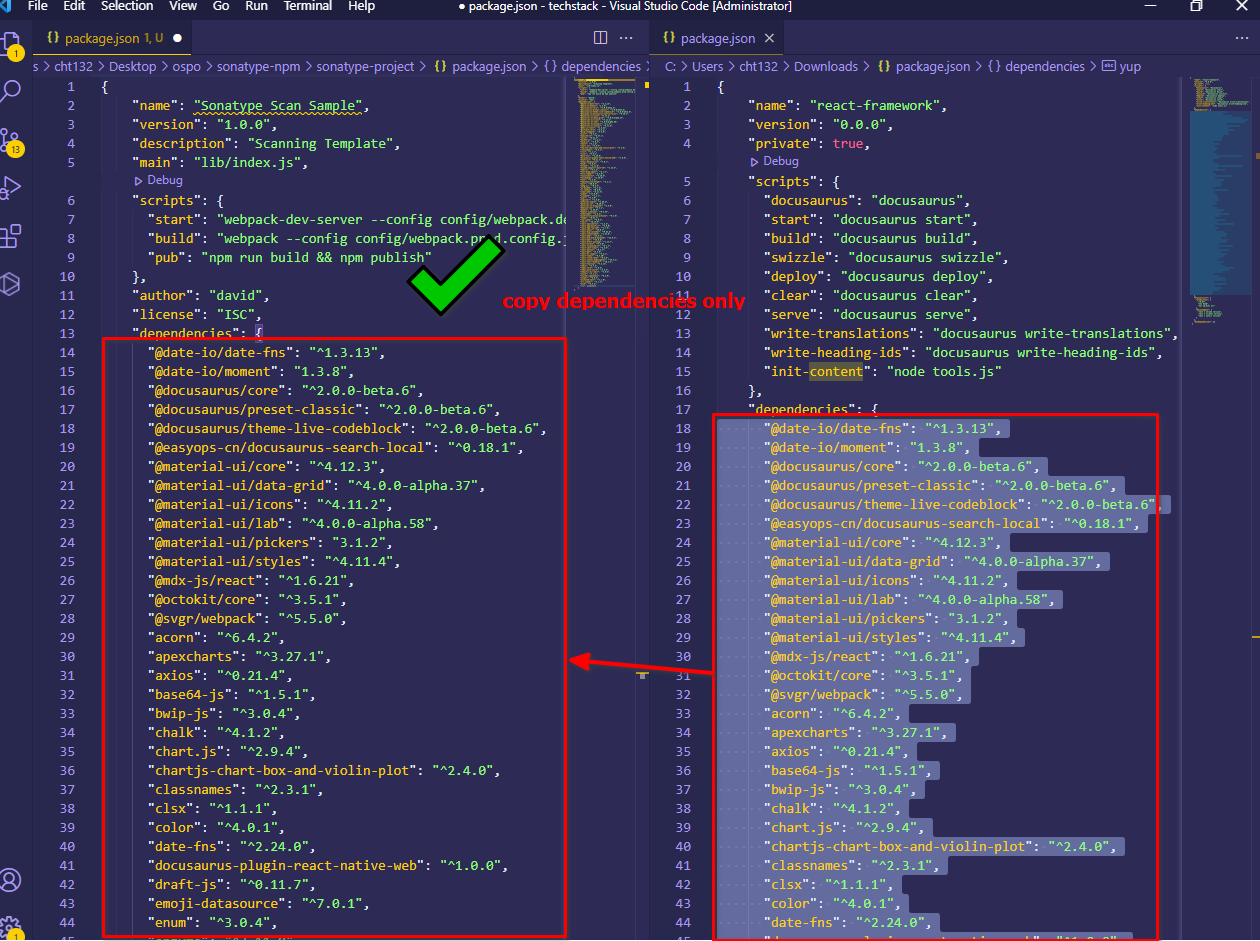 File Edit Selection View Go Run Terminal Help
● package.json - techstack - Visual Studio Code [Administrator]
{} package.json 1, U ●
s > cht132 > Desktop > ospo > sonatype-npm > sonatype-project > {} package.json > {} dependencies >
1 {
2 "name": "Sonatype Scan Sample",
3 "version": "1.0.0",
4 "description": "Scanning Template",
5 "main": "lib/index.js",
Debug
6 "scripts": {
7 "start": "webpack-dev-server --config config/webpack.de
8 "build": "webpack --config config/webpack.prod.config.j
9 "pub": "npm run build && npm publish"
10 },
11 "author": "david",
12 "license": "ISC",
13 "dependencies": {
14 "@date-io/date-fns": "^1.3.13",
15 "@date-io/moment": "1.3.8",
16 "@docusaurus/core": "^2.0.0-beta.6",
17 "@docusaurus/preset-classic": "^2.0.0-beta.6",
18 "@docusaurus/theme-live-codeblock": "^2.0.0-beta.6",
19 "@easyops-cn/docusaurus-search-local": "^0.18.1",
20 "@material-ui/core": "^4.12.3",
21 "@material-ui/data-grid": "^4.0.0-alpha.37",
22 "@material-ui/icons": "^4.11.2",
23 "@material-ui/lab": "^4.0.0-alpha.58",
24 "@material-ui/pickers": "3.1.2",
25 "@material-ui/styles": "^4.11.4",
26 "@mdx-js/react": "^1.6.21",
27 "@octokit/core": "^3.5.1",
28 "@svgr/webpack": "^5.5.0",
29 "acorn": "^6.4.2",
30 "apexcharts": "^3.27.1",
31 "axios": "^0.21.4",
32 "base64-js": "^1.5.1",
33 "bwip-js": "^3.0.4",
34 "chalk": "^4.1.2",
35 "chart.js": "^2.9.4",
36 "chartjs-chart-box-and-violin-plot": "^2.4.0",
37 "classnames": "^2.3.1",
38 "clsx": "^1.1.1",
39 "color": "^4.0.1",
40 "date-fns": "^2.24.0",
41 "docusaurus-plugin-react-native-web": "^1.0.0",
42 "draft-js": "^0.11.7",
43 "emoji-datasource": "^7.0.1",
44 "enum": "^3.0.4",
copy dependencies only
{} package.json
C: > Users > cht132 > Downloads > {} package.json > {} dependencies > abc yup
1 {
2 "name": "react-framework",
3 "version": "0.0.0",
4 "private": true,
Debug
5 "scripts": {
6 "docusaurus": "docusaurus",
7 "start": "docusaurus start",
8 "build": "docusaurus build",
9 "swizzle": "docusaurus swizzle",
10 "deploy": "docusaurus deploy",
11 "clear": "docusaurus clear",
12 "serve": "docusaurus serve",
13 "write-translations": "docusaurus write-translations",
14 "write-heading-ids": "docusaurus write-heading-ids",
15 "init-content": "node tools.js"
16 },
17 "dependencies": {
18 "@date-io/date-fns": "^1.3.13",
19 "@date-io/moment": "1.3.8",
20 "@docusaurus/core": "^2.0.0-beta.6",
21 "@docusaurus/preset-classic": "^2.0.0-beta.6",
22 "@docusaurus/theme-live-codeblock": "^2.0.0-beta.6",
23 "@easyops-cn/docusaurus-search-local": "^0.18.1",
24 "@material-ui/core": "^4.12.3",
25 "@material-ui/data-grid": "^4.0.0-alpha.37",
26 "@material-ui/icons": "^4.11.2",
27 "@material-ui/lab": "^4.0.0-alpha.58",
28 "@material-ui/pickers": "3.1.2",
29 "@material-ui/styles": "^4.11.4",
30 "@mdx-js/react": "^1.6.21",
31 "@octokit/core": "^3.5.1",
32 "@svgr/webpack": "^5.5.0",
33 "acorn": "^6.4.2",
34 "apexcharts": "^3.27.1",
35 "axios": "^0.21.4",
36 "base64-js": "^1.5.1",
37 "bwip-js": "^3.0.4",
38 "chalk": "^4.1.2",
39 "chart.js": "^2.9.4",
40 "chartjs-chart-box-and-violin-plot": "^2.4.0",
41 "classnames": "^2.3.1",
42 "clsx": "^1.1.1",
43 "color": "^4.0.1",
44 "date-fns": "^2.24.0",
1
13
1